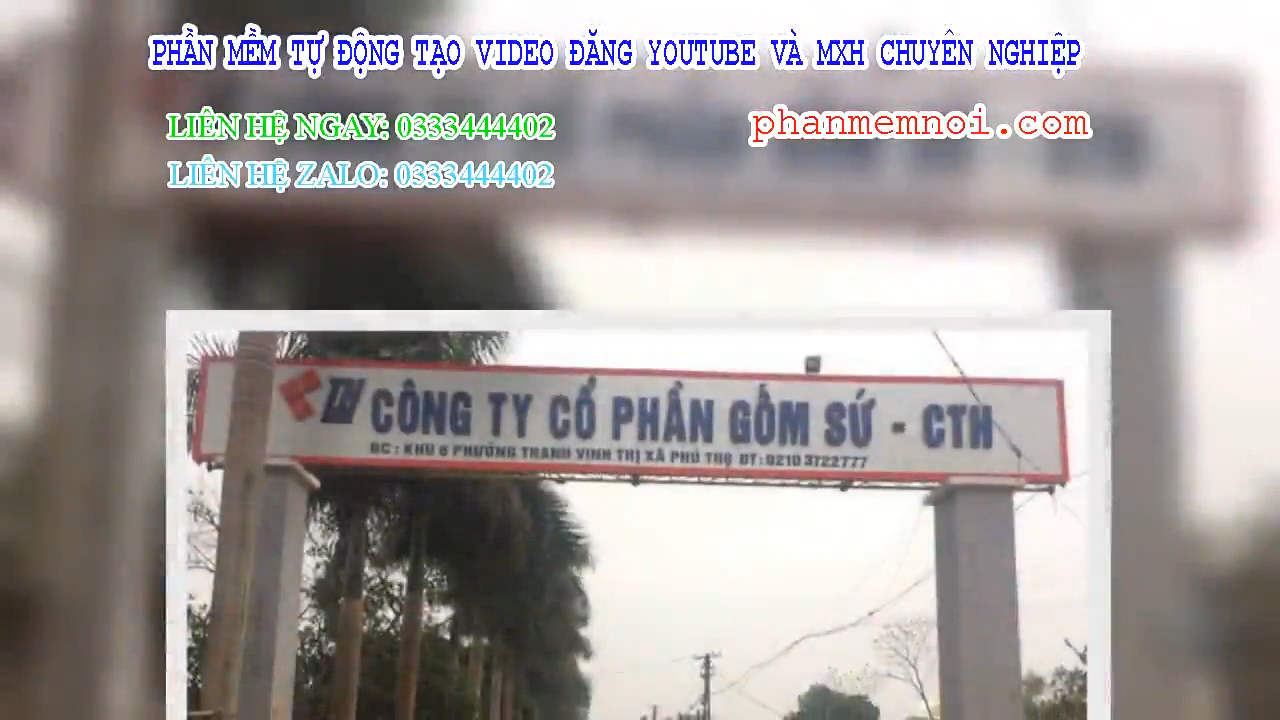 PHẦN MỀM TỰ ĐỘNG TẠO VIDEO ĐĂNG YOUTUBE VÀ MXH CHUYÊN NGHIỆP
LIÊN HỆ NGAY: 0333444402
phanmemnoi.com
LIÊN HỆ ZALO: 0333444402
CÔNG TY CỔ PHẦN GỐM SỨ - CTH
ĐC : KHU 6 PHƯỜNG THANH VINH THỊ XÃ PHÚ THỌ ĐT : 0210 3722777